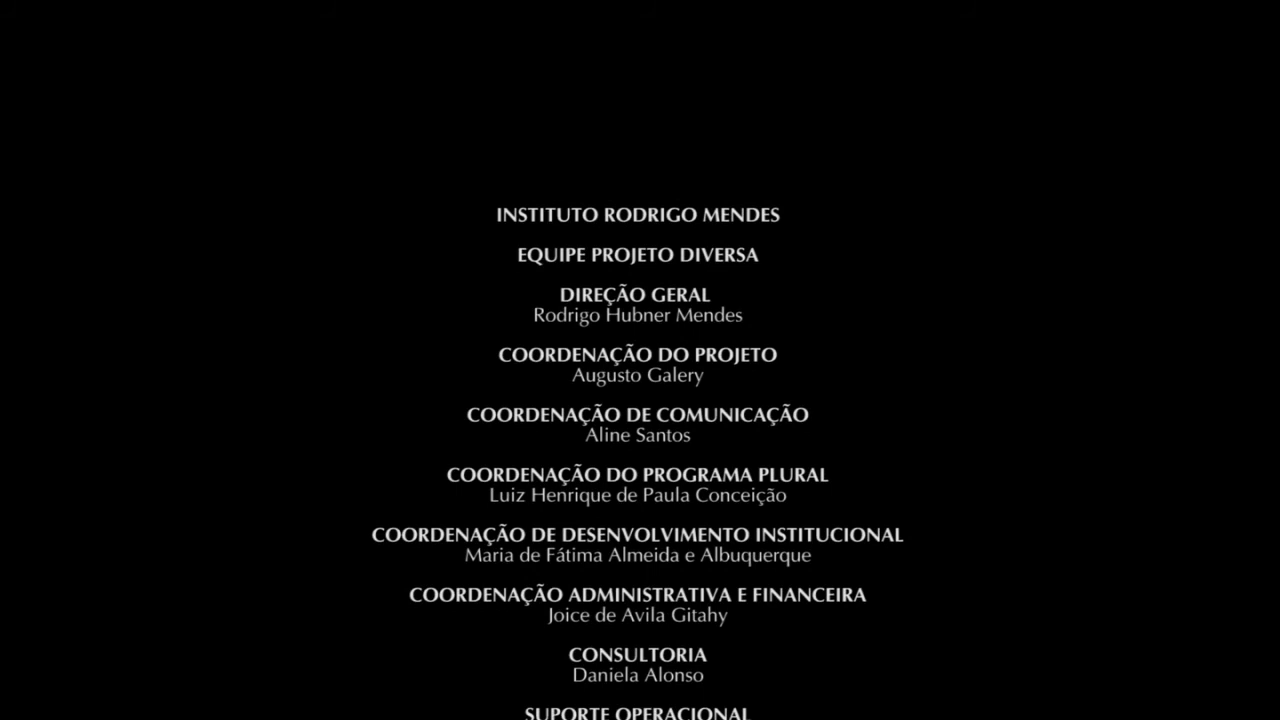 INSTITUTO RODRIGO MENDES
EQUIPE PROJETO DIVERSA
DIREÇÃO GERAL
Rodrigo Hubner Mendes
COORDENAÇÃO DO PROJETO
Augusto Galery
COORDENAÇÃO DE COMUNICAÇÃO
Aline Santos
COORDENAÇÃO DO PROGRAMA PLURAL
Luiz Henrique de Paula Conceição
COORDENAÇÃO DE DESENVOLVIMENTO INSTITUCIONAL
Maria de Fátima Almeida e Albuquerque
COORDENAÇÃO ADMINISTRATIVA E FINANCEIRA
Joice de Avila Gitahy
CONSULTORIA
Daniela Alonso
SUPORTE OPERACIONAL